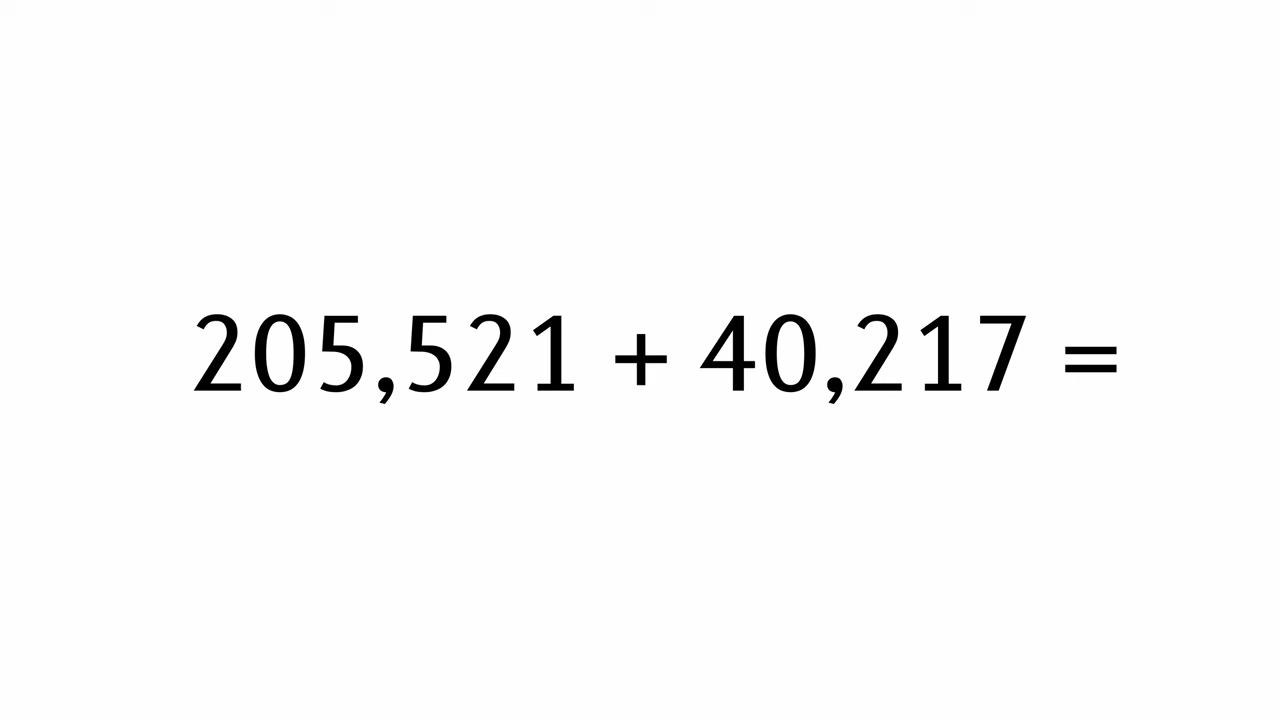 205,521 + 40,217 =